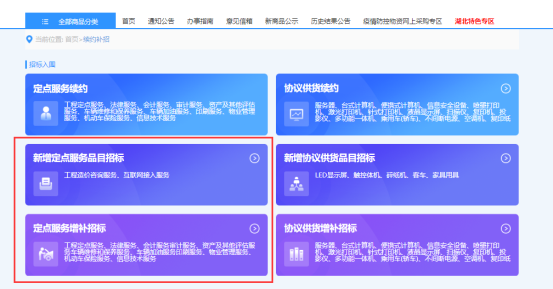 全部商品分类 首页 通知公告 办事指南 意见信箱 新商品公示 历史结果公告 疫情防控物资网上采购专区 湖北特色专区
当前位置: 首页>续约补招
招标入围
定点服务续约
工程定点服务、法律服务、会计服务、审计服务、资产及其他评估
服务、车辆维修和保养服务、车辆加油服务、印刷服务、物业管理
服务、机动车保险服务、信息技术服务
协议供货续约
服务器、台式计算机、便携式计算机、信息安全设备、喷墨打印
机、激光打印机、针式打印机、液晶显示屏、扫描仪、复印机、投
影仪、多功能一体机、乘用车(轿车)、不间断电源、空调机、复印纸
新增定点服务品目招标
工程造价咨询服务、互联网接入服务
新增协议供货品目招标
LED显示屏、触控体机、碎纸机、客车、家具用具
定点服务增补招标
工程定点服务、法律服务、会计服务审计服务、资产及其他评估服
务车辆维修和保养服务、车辆加油服务印刷服务、物业管理服务、
机动车保险服务、信息技术服务
协议供货增补招标
服务器、台式计算机、便携式计算机、信息安全设备、喷墨打印
机、激光打印机、针式打印机、液晶显示屏、扫描仪、复印机、投
影仪、多功能一体机、乘用车(轿车)、不间断电源、空调机、复印纸